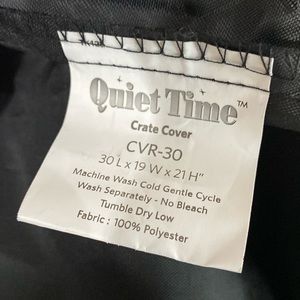 Quiet Time™
Crate Cover
CVR-30
30 L x 19 W x 21 H"
Machine Wash Cold Gentle Cycle
Wash Separately - No Bleach
Tumble Dry Low
Fabric : 100% Polyester